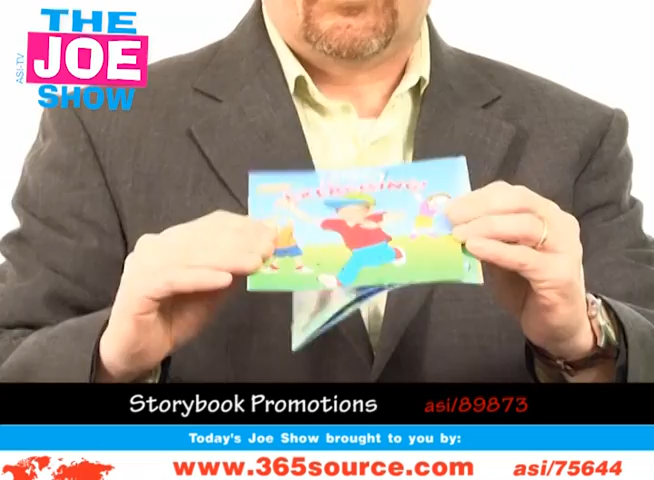 THE
JOE
SHOW
ASI-TV
EXERCISING!
Storybook Promotions asi/89873
Today's Joe Show brought to you by:
www.365source.com asi/75644